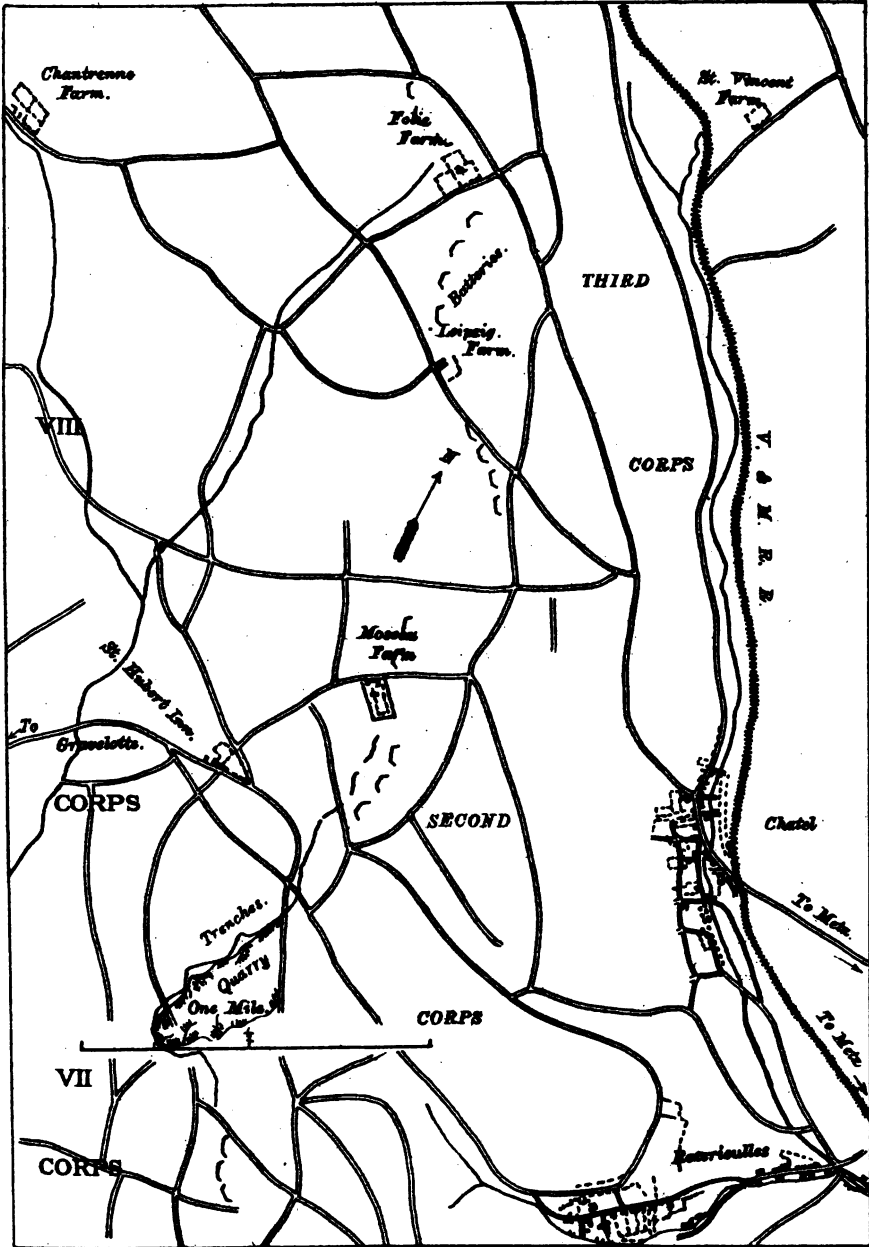 Chantrenne
Farm.
St. Vincent
Farm.
Folie
Farm.
Batteries.
THIRD
Leipzig.
Farm.
VIII
N
CORPS
V. & M. R. R.
Moscou
Farm
St. Hubert Inn.
To
Gravelotte.
CORPS
SECOND
Chatel
To Metz.
Trenches.
Quarry
One Mile.
CORPS
To Metz
VII
CORPS